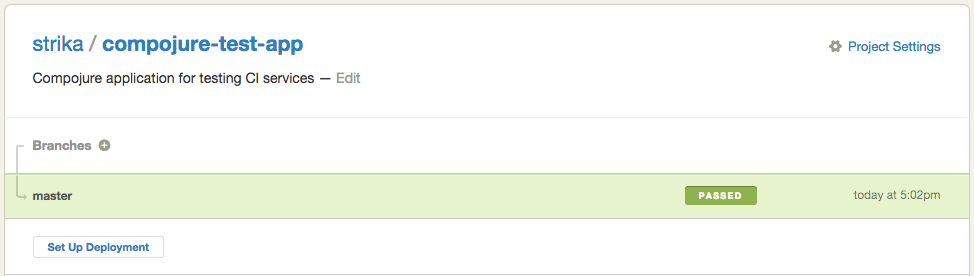 strika / compojure-test-app
Project Settings
Compojure application for testing CI services — Edit
Branches
master PASSED today at 5:02pm
Set Up Deployment